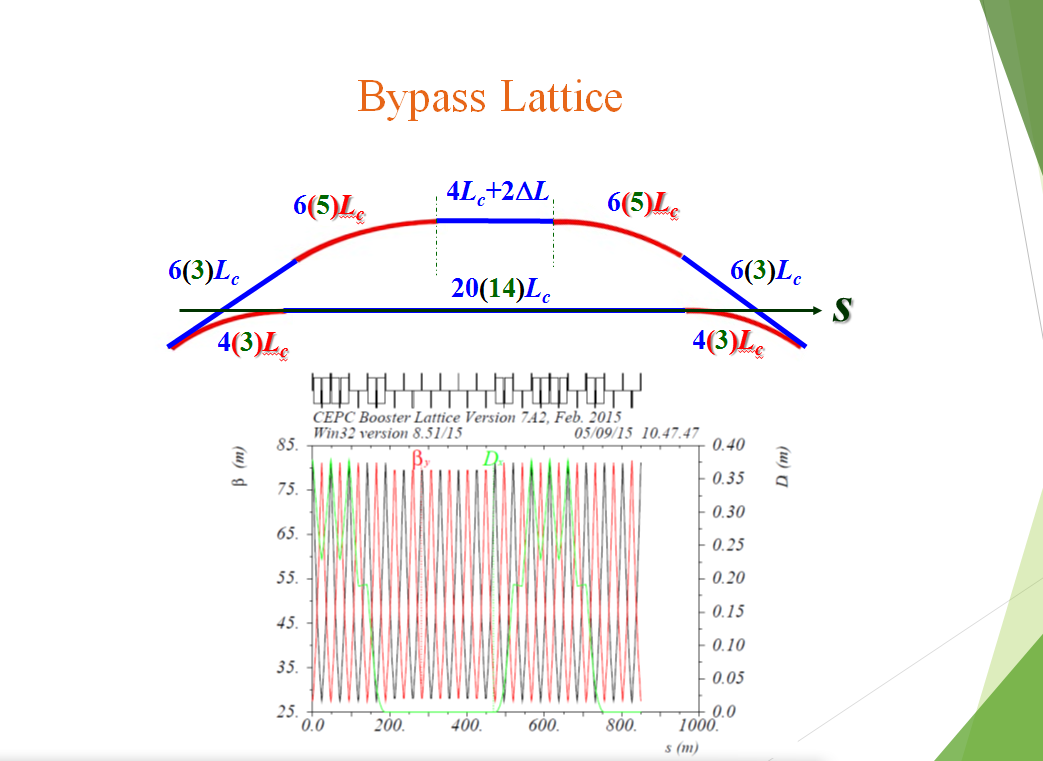 Bypass Lattice
4Lc+2ΔL
6(5)Lc
6(5)Lc
6(3)Lc
6(3)Lc
20(14)Lc
S
4(3)Lc
4(3)Lc
CEPC Booster Lattice Version 7A2, Feb. 2015
Win32 version 8.51/15 05/09/15 10.47.47
β (m)
D (m)
βy
D
85.
75.
65.
55.
45.
35.
25.
0.40
0.35
0.30
0.25
0.20
0.15
0.10
0.05
0.0
0.0 200. 400. 600. 800. 1000.
s (m)